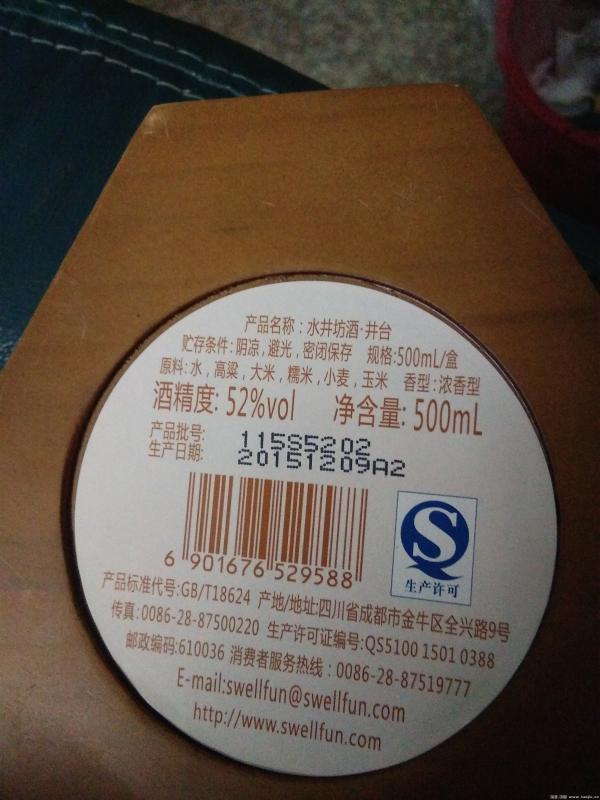 产品名称：水井坊酒·井台
贮存条件：阴凉，避光，密闭保存 规格:500mL/盒
原料：水，高粱，大米，糯米，小麦，玉米 香型：浓香型
酒精度: 52%vol 净含量: 500mL
产品批号: 115S5202
生产日期: 20151209A2
6 901676 529588
S
生产许可
产品标准代号:GB/T18624 产地/地址:四川省成都市金牛区全兴路9号
传真:0086-28-87500220 生产许可证编号:QS5100 1501 0388
邮政编码:610036 消费者服务热线：0086-28-87519777
E-mail:swellfun@swellfun.com
http://www.swellfun.com